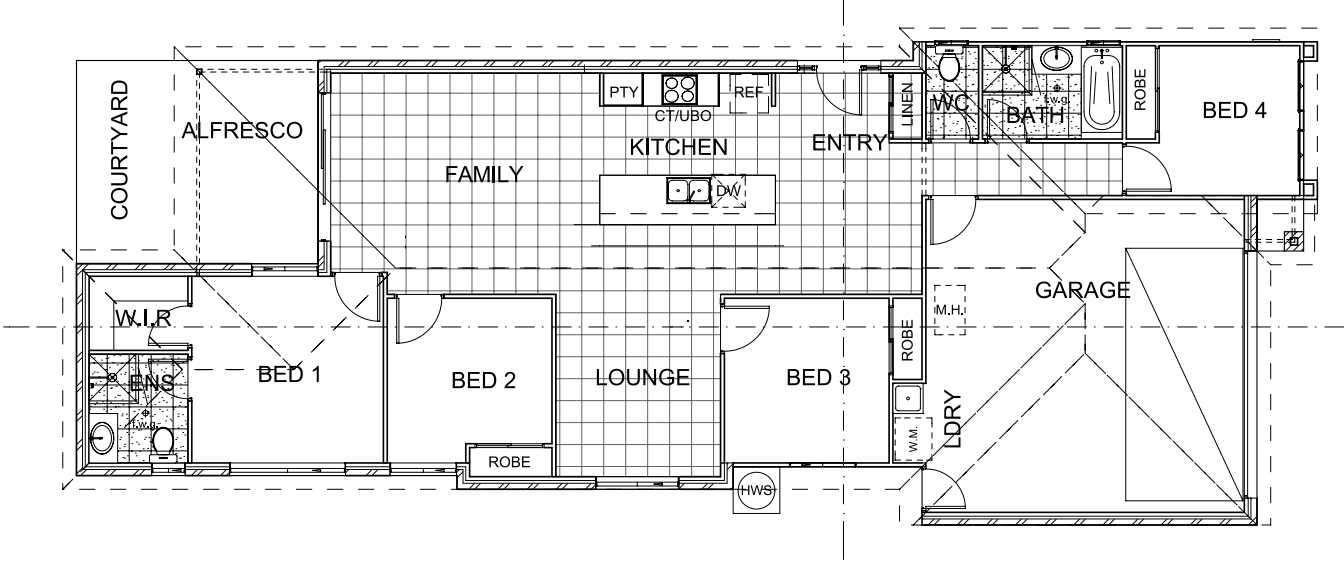 COURTYARD
ALFRESCO
FAMILY
PTY
CT/UBO
REF
KITCHEN
DW
ENTRY
LINEN
WC
BATH
f.w.g.
ROBE
BED 4
W.I.R
ENS
f.w.g.
BED 1
BED 2
ROBE
LOUNGE
BED 3
ROBE
HWS
M.H.
GARAGE
LDRY
W.M.